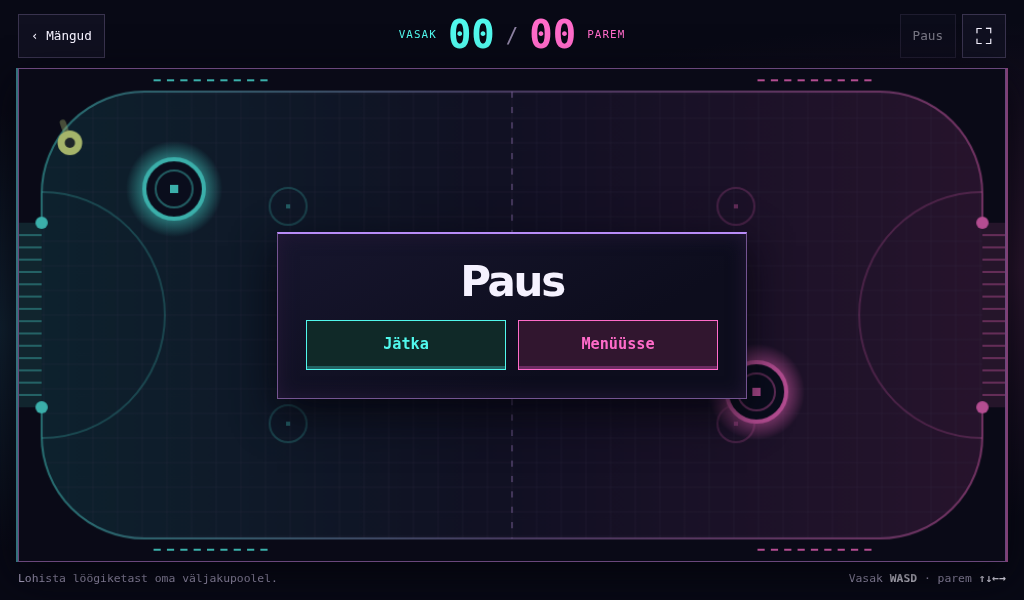 ‹ Mängud
VASAK 00 / 00 PAREM
Paus
Paus
Jätka
Menüüsse
Lohista löögiketast oma väljakupoolel.
Vasak WASD · parem ↑↓←→